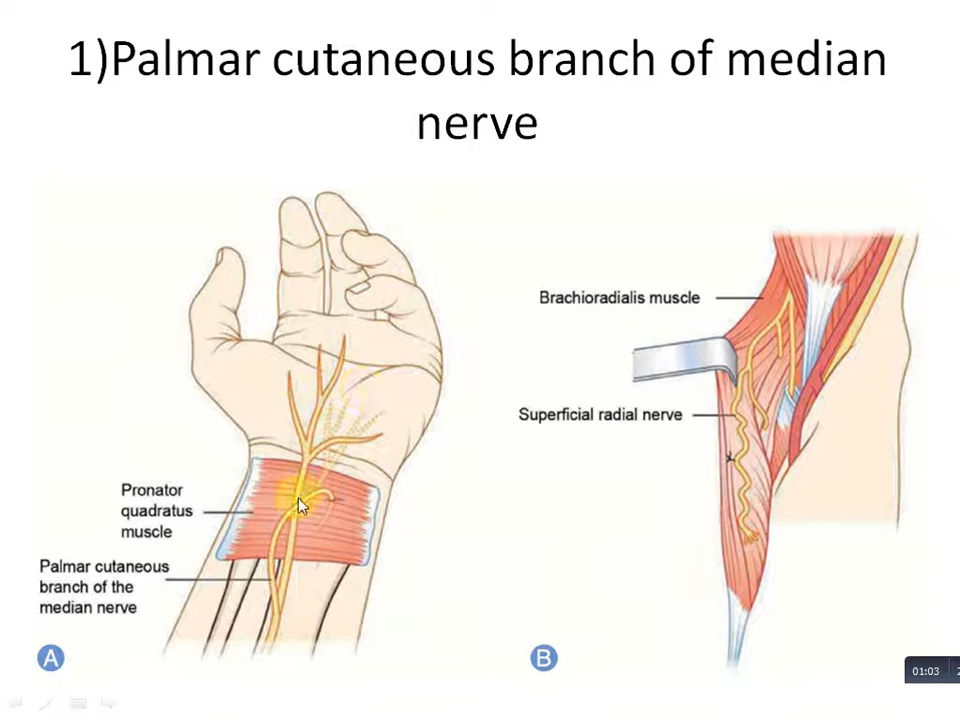 1)Palmar cutaneous branch of median
nerve
Brachioradialis muscle
Superficial radial nerve
Pronator
quadratus
muscle
Palmar cutaneous
branch of the
median nerve
A
B
01:03